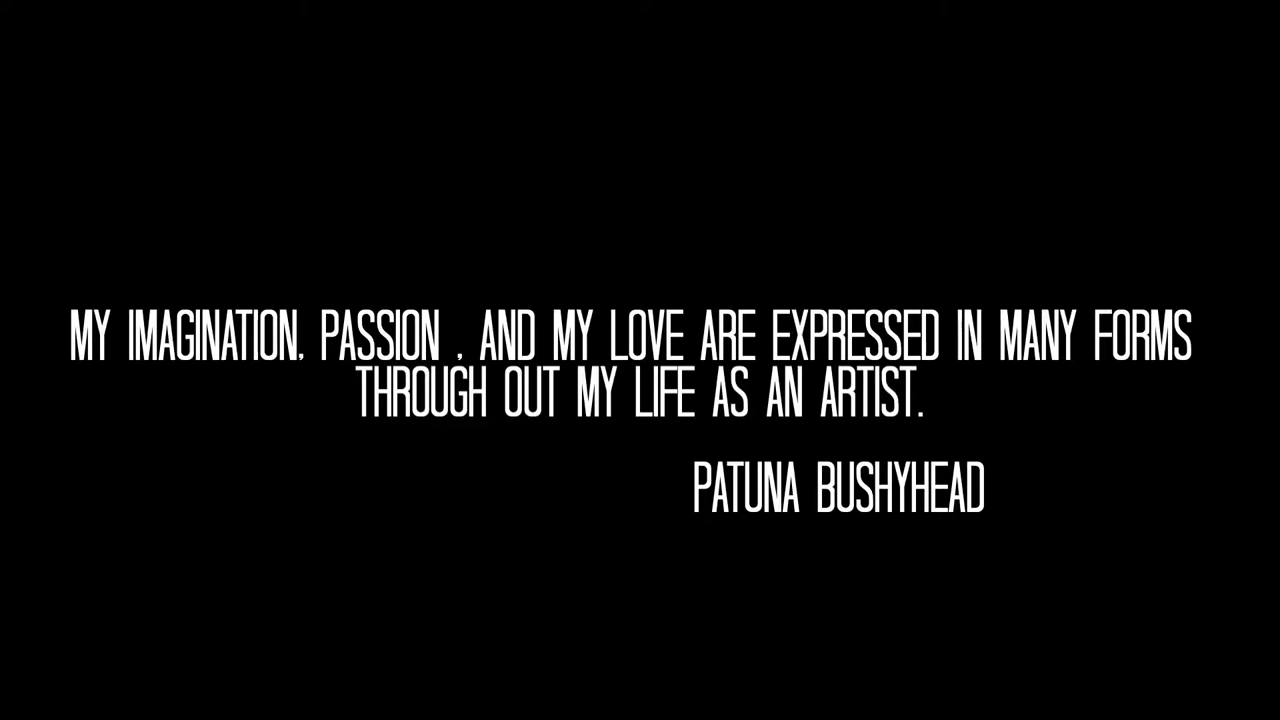 MY IMAGINATION, PASSION , AND MY LOVE ARE EXPRESSED IN MANY FORMS
THROUGH OUT MY LIFE AS AN ARTIST.
PATUNA BUSHYHEAD